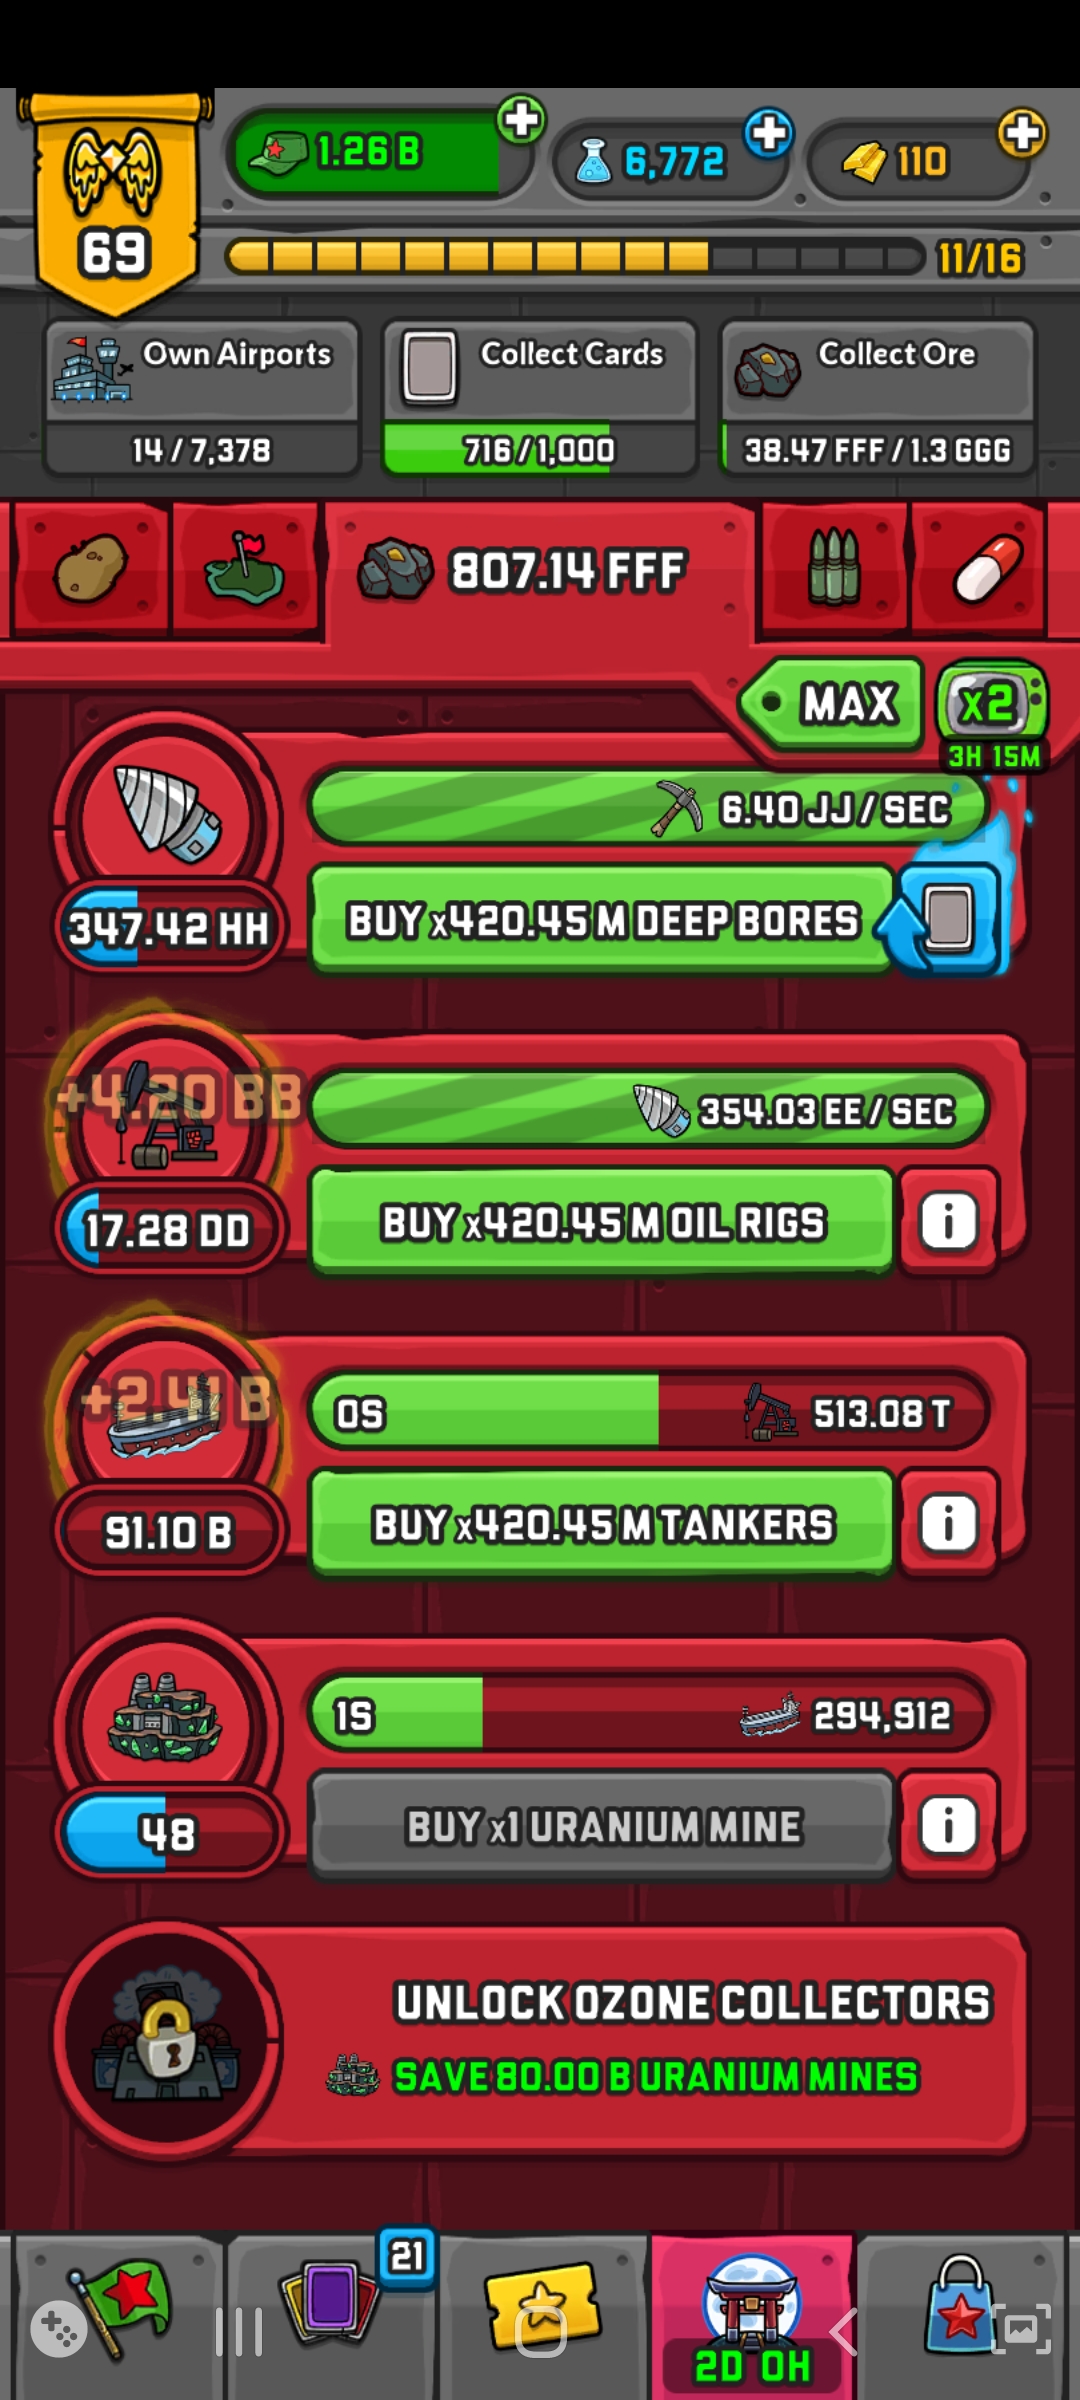 69
1.26 B
6,772
110
11/16
Own Airports
14 / 7,378
Collect Cards
716 / 1,000
Collect Ore
38.47 FFF / 1.3 GGG
807.14 FFF
MAX
x2
3H 15M
6.40 JJ / SEC
347.42 HH
BUY x420.45 M DEEP BORES
+4.20 BB
354.03 EE / SEC
17.28 DD
BUY x420.45 M OIL RIGS
i
+2.41 B
0S
513.08 T
91.10 B
BUY x420.45 M TANKERS
i
1S
294,912
48
BUY x1 URANIUM MINE
i
UNLOCK OZONE COLLECTORS
SAVE 80.00 B URANIUM MINES
21
2D 0H